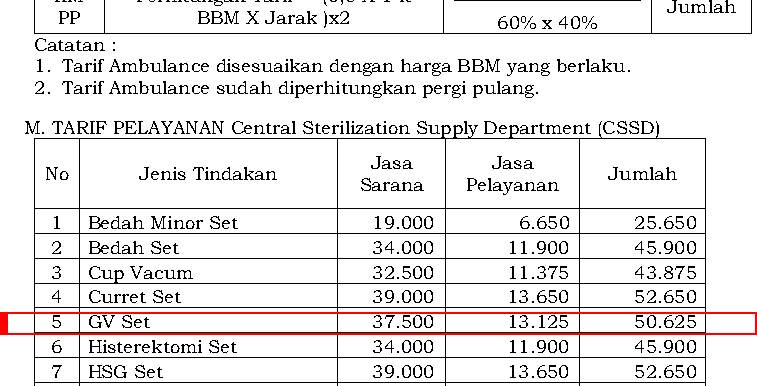 PP BBM X Jarak )x2 60% x 40% Jumlah
Catatan :
1. Tarif Ambulance disesuaikan dengan harga BBM yang berlaku.
2. Tarif Ambulance sudah diperhitungkan pergi pulang.
M. TARIF PELAYANAN Central Sterilization Supply Department (CSSD)
No Jenis Tindakan Jasa Sarana Jasa Pelayanan Jumlah
1 Bedah Minor Set 19.000 6.650 25.650
2 Bedah Set 34.000 11.900 45.900
3 Cup Vacum 32.500 11.375 43.875
4 Curret Set 39.000 13.650 52.650
5 GV Set 37.500 13.125 50.625
6 Histerektomi Set 34.000 11.900 45.900
7 HSG Set 39.000 13.650 52.650